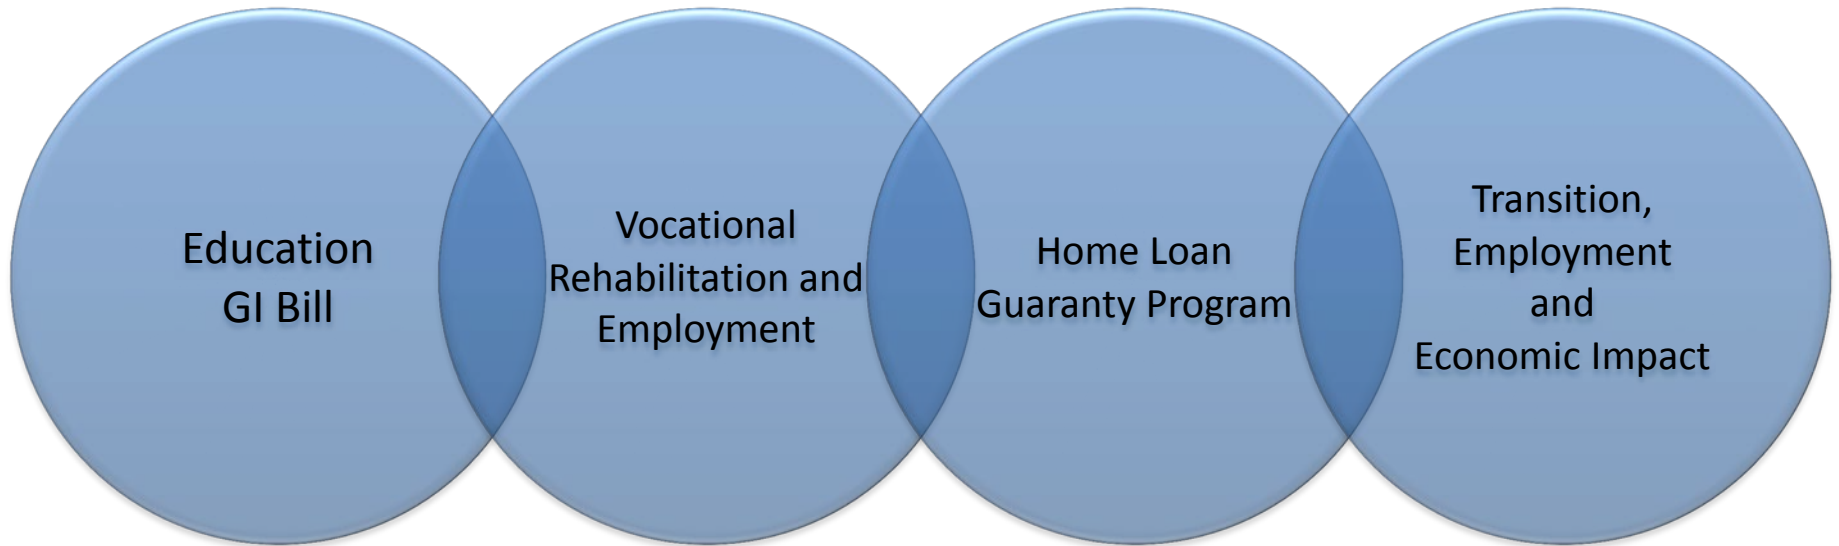 Education
GI Bill
Vocational
Rehabilitation and
Employment
Home Loan
Guaranty Program
Transition,
Employment
and
Economic Impact